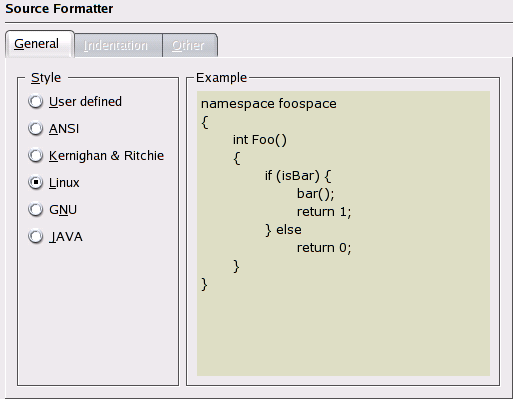 Source Formatter
General Indentation Other
Style
User defined
ANSI
Kernighan & Ritchie
Linux
GNU
JAVA
Example
namespace foospace
{
int Foo()
{
if (isBar) {
bar();
return 1;
} else
return 0;
}
}